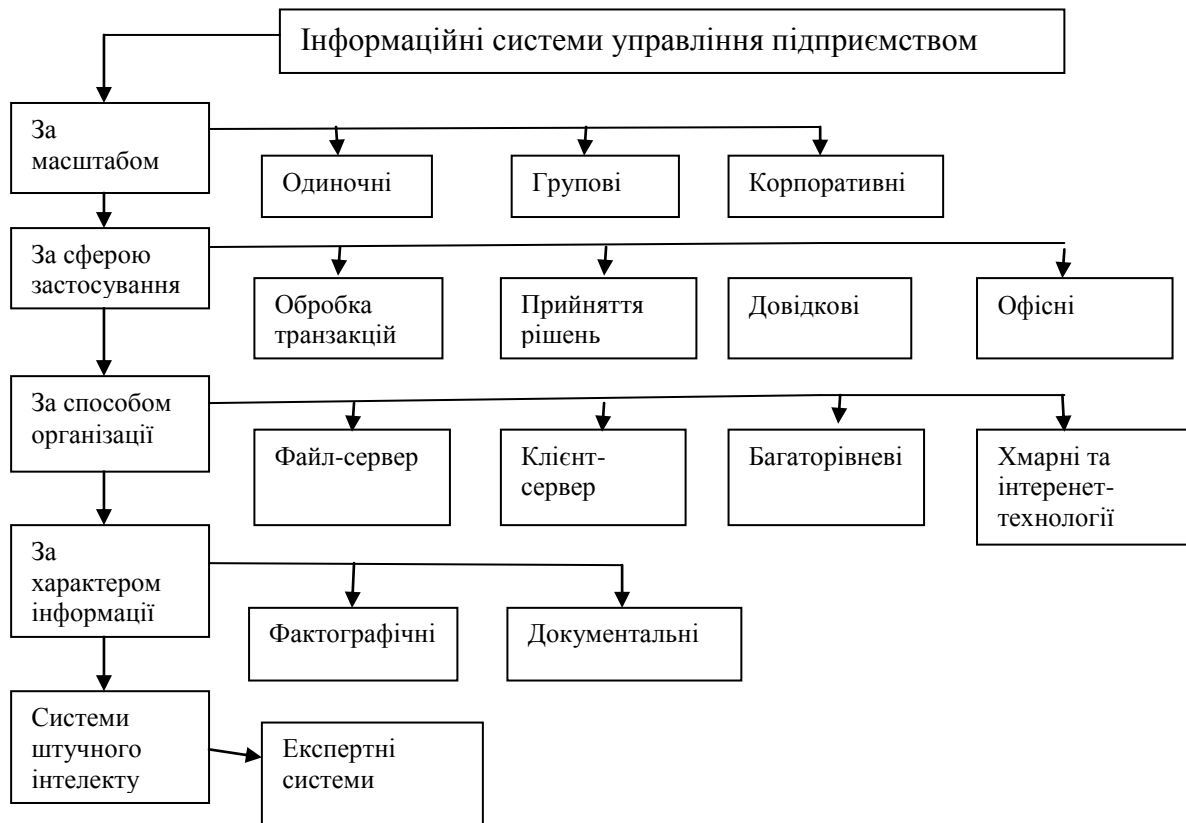 Інформаційні системи управління підприємством
За
масштабом
Одиночні
Групові
Корпоративні
За сферою
застосування
Обробка
транзакцій
Прийняття
рішень
Довідкові
Офісні
За способом
організації
Файл-сервер
Клієнт-
сервер
Багаторівневі
Хмарні та
інтеренет-
технології
За
характером
інформації
Фактографічні
Документальні
Системи
штучного
інтелекту
Експертні
системи